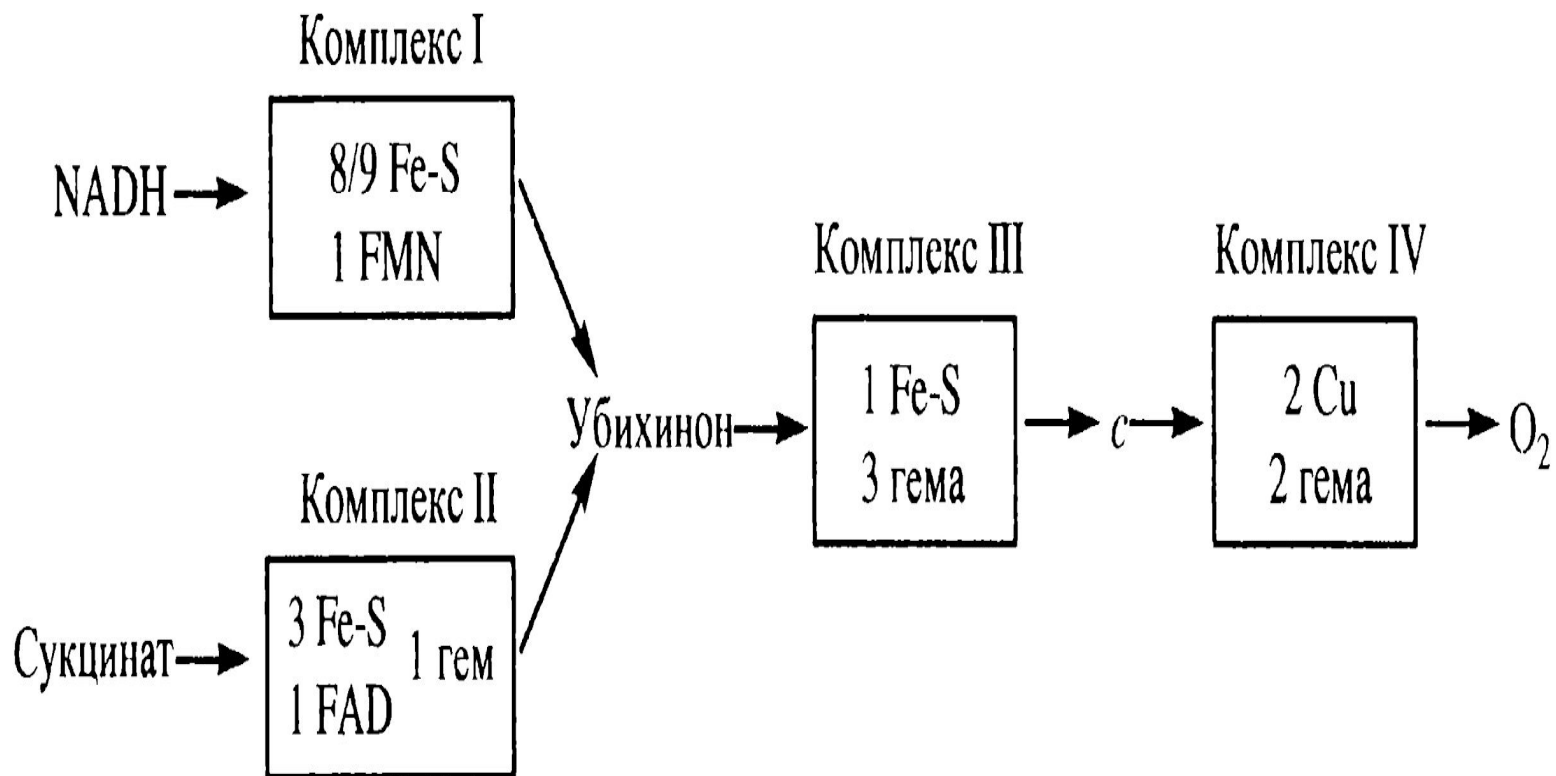 Комплекс I
NADH
8/9 Fe-S
1 FMN
Комплекс II
Сукцинат
3 Fe-S
1 гем
1 FAD
Убихинон
Комплекс III
1 Fe-S
3 гема
c
Комплекс IV
2 Cu
2 гема
O₂